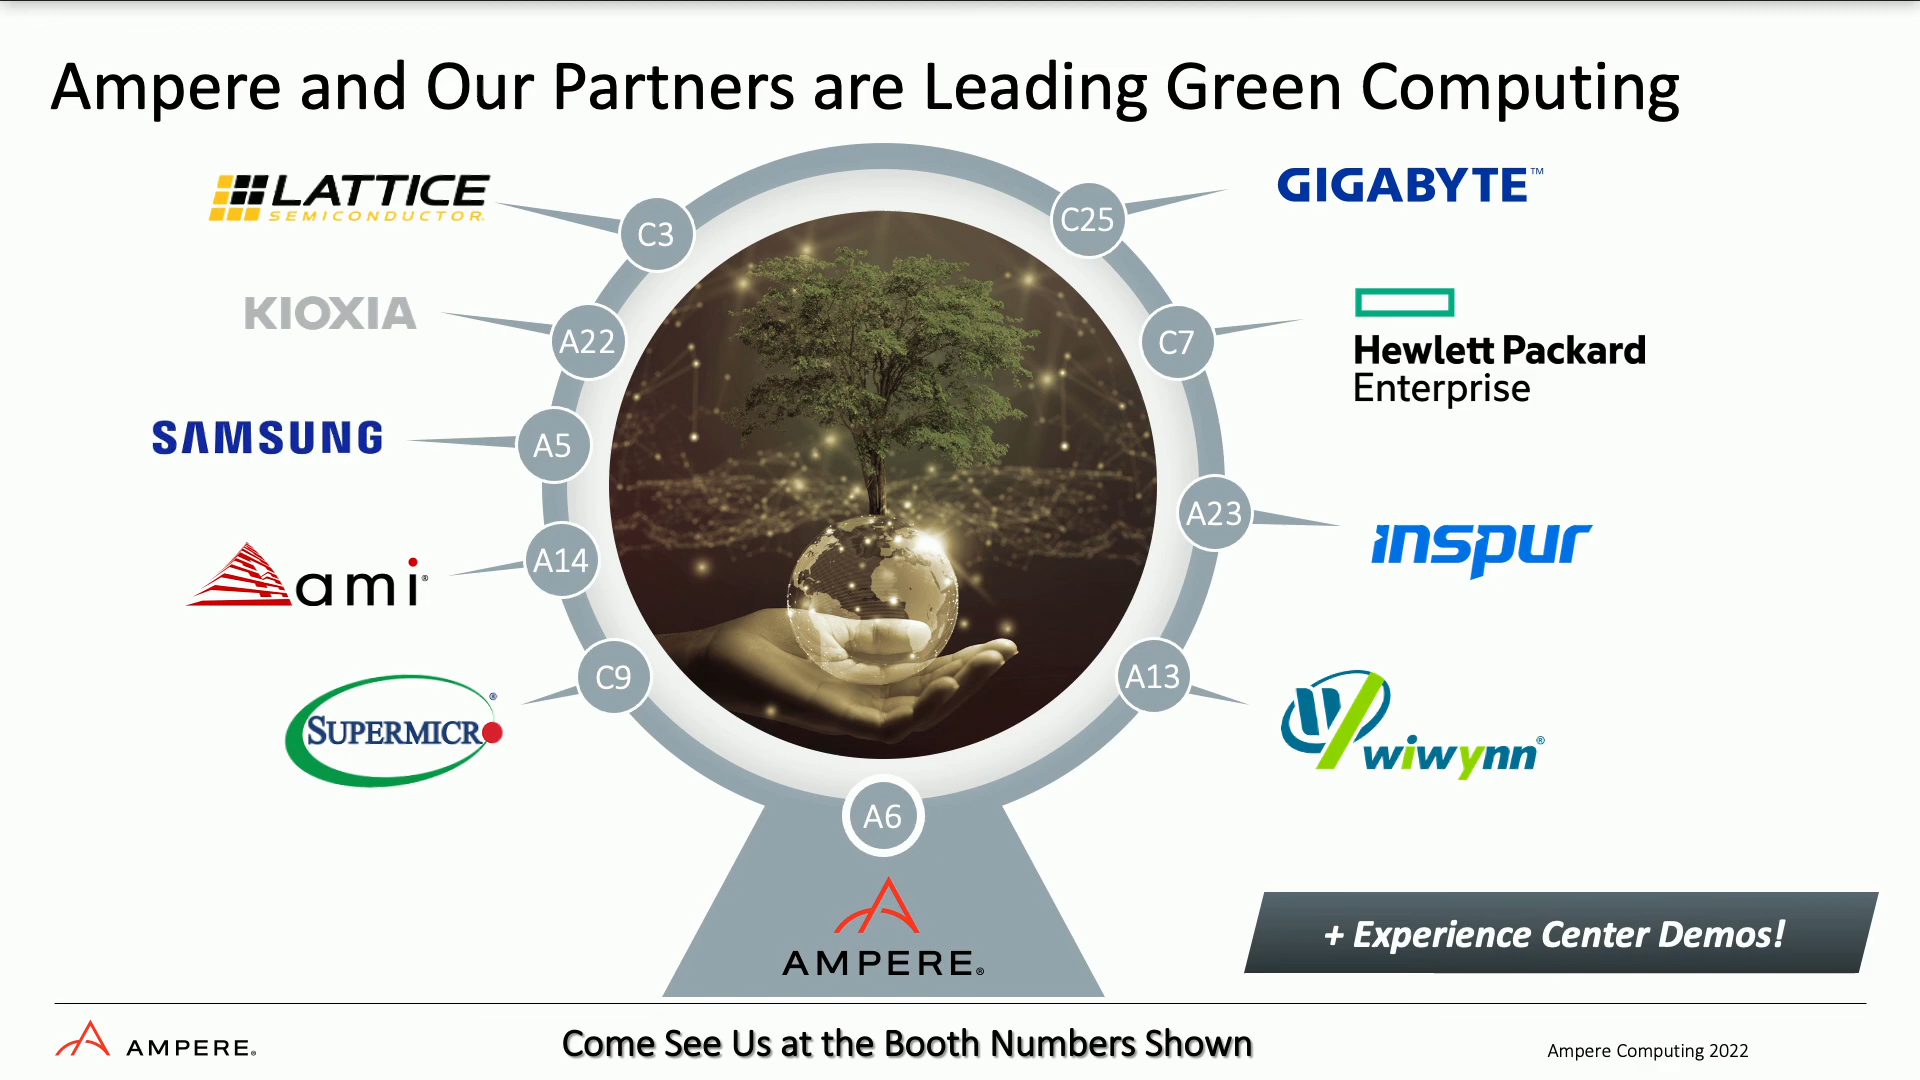 Ampere and Our Partners are Leading Green Computing
LATTICE
SEMICONDUCTOR
C3
C25
GIGABYTE™
KIOXIA
A22
C7
Hewlett Packard
Enterprise
SAMSUNG
A5
A23
inspur
ami®
A14
C9
A13
SUPERMICR®
wiwynn®
A6
AMPERE®
+ Experience Center Demos!
AMPERE®
Come See Us at the Booth Numbers Shown
Ampere Computing 2022